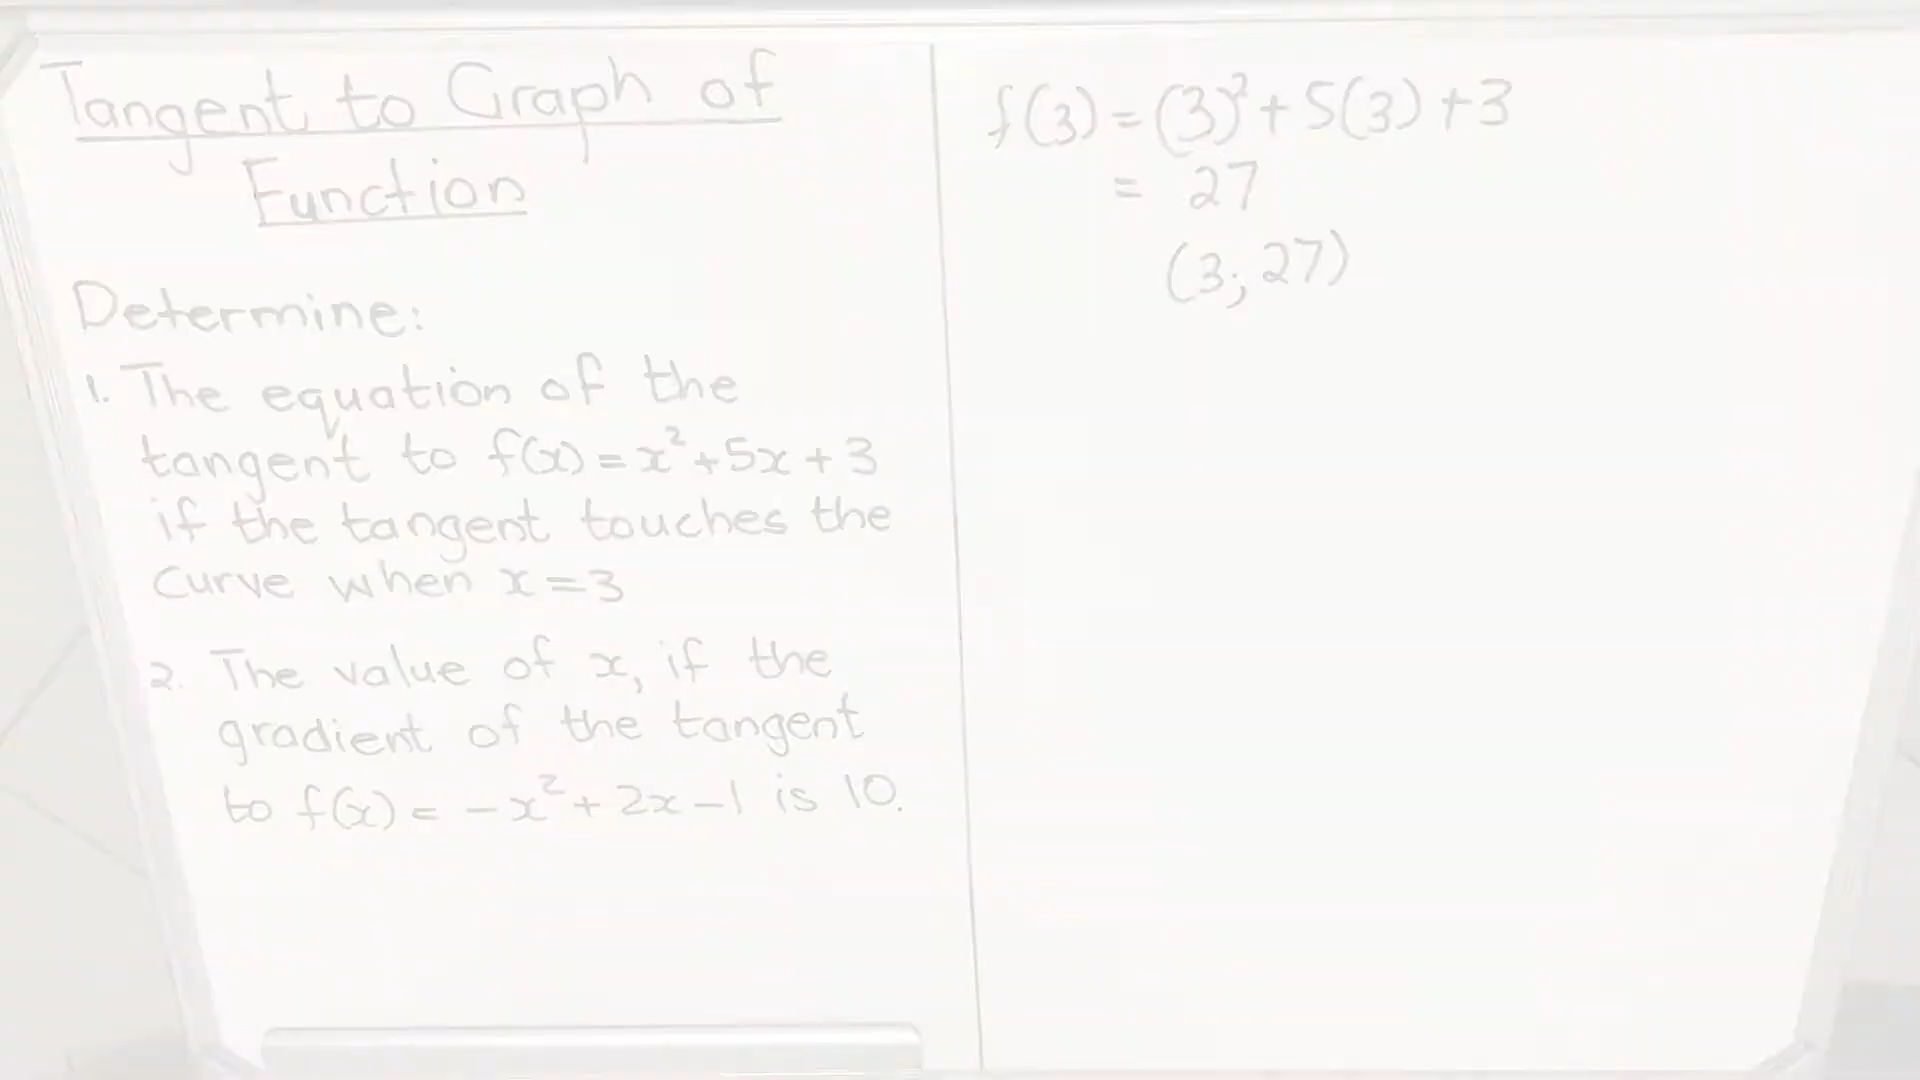 Tangent to Graph of
Function
Determine:
1. The equation of the
tangent to f(x) = x² + 5x + 3
if the tangent touches the
curve when x = 3
2. The value of x, if the
gradient of the tangent
to f(x) = -x² + 2x - 1 is 10.
f(3) = (3)² + 5(3) + 3
= 27
(3; 27)